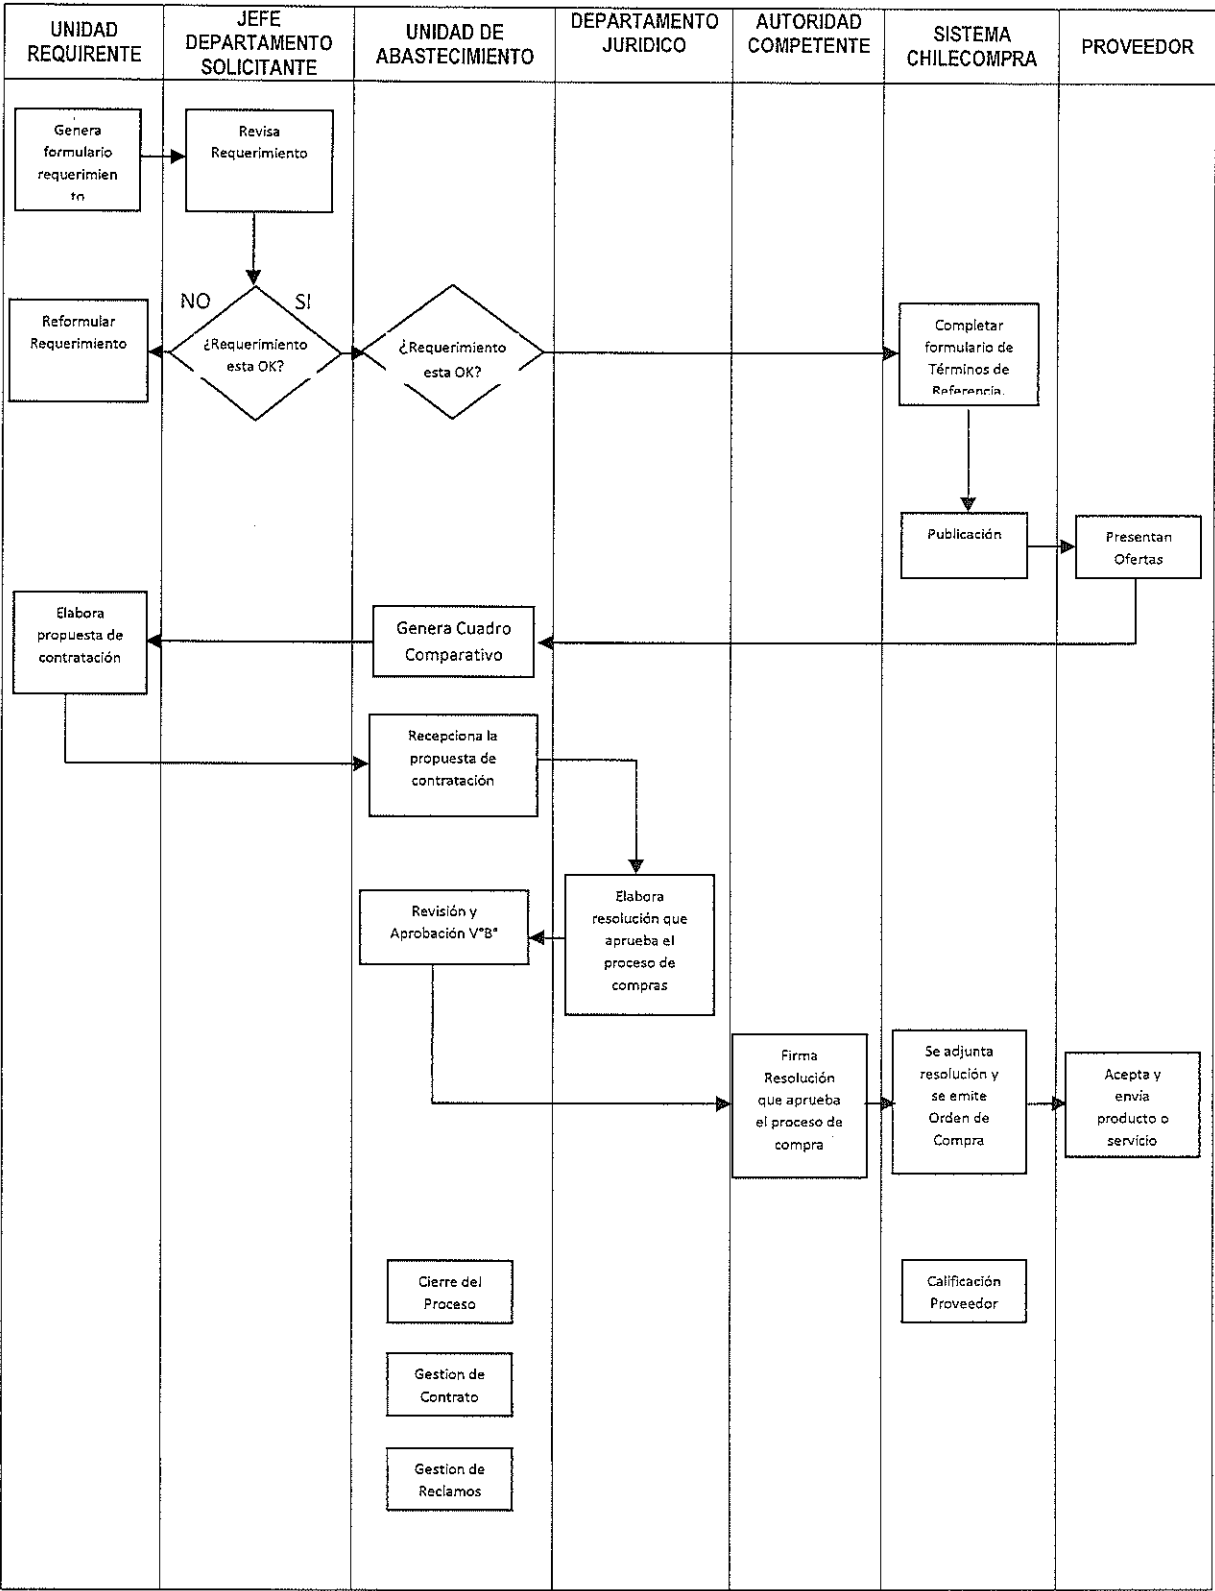 UNIDAD
REQUIRENTE
JEFE
DEPARTAMENTO
SOLICITANTE
UNIDAD DE
ABASTECIMIENTO
DEPARTAMENTO
JURIDICO
AUTORIDAD
COMPETENTE
SISTEMA
CHILECOMPRA
PROVEEDOR
Genera
formulario
requerimien
to
Revisa
Requerimiento
NO
SI
Reformular
Requerimiento
¿Requerimiento
esta OK?
¿Requerimiento
esta OK?
Completar
formulario de
Términos de
Referencia.
Publicación
Presentan
Ofertas
Elabora
propuesta de
contratación
Genera Cuadro
Comparativo
Recepciona la
propuesta de
contratación
Elabora
resolución que
aprueba el
proceso de
compras
Revisión y
Aprobación V°B°
Firma
Resolución
que aprueba
el proceso de
compra
Se adjunta
resolución y
se emite
Orden de
Compra
Acepta y
envía
producto o
servicio
Cierre del
Proceso
Calificación
Proveedor
Gestion de
Contrato
Gestion de
Reclamos